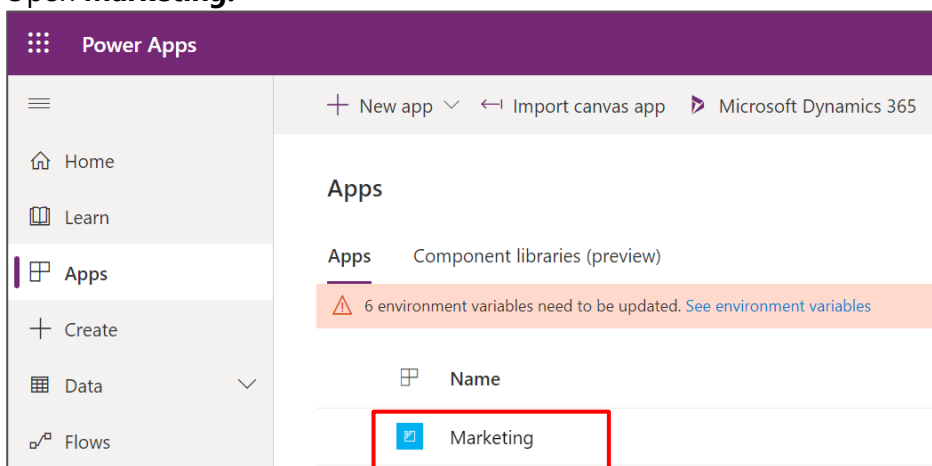 Open Marketing.
Power Apps
New app Import canvas app Microsoft Dynamics 365
Home
Apps
Learn
Apps Component libraries (preview)
Apps
6 environment variables need to be updated. See environment variables
Create
Name
Data
Marketing
Flows